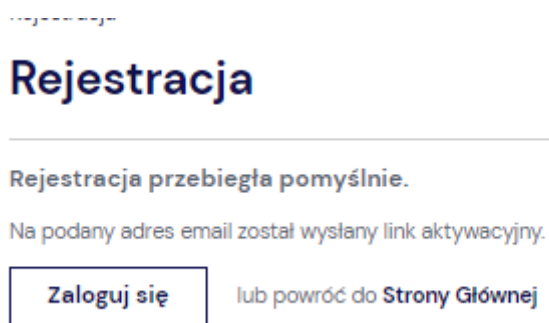 Rejestracja
Rejestracja
Rejestracja przebiegła pomyślnie.
Na podany adres email został wysłany link aktywacyjny.
Zaloguj się lub powróć do Strony Głównej